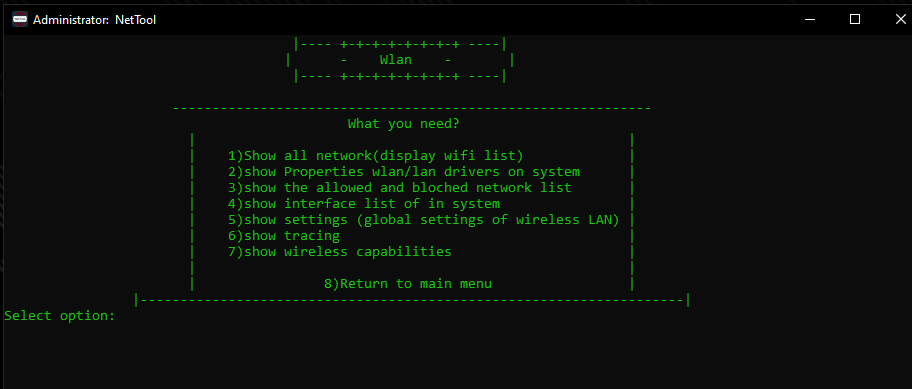 Administrator: NetTool
|---- +-+-+-+-+-+-+-+ ----|
| - Wlan - |
|---- +-+-+-+-+-+-+-+ ----|
------------------------------------------------------------
What you need?
| |
| 1)Show all network(display wifi list) |
| 2)show Properties wlan/lan drivers on system |
| 3)show the allowed and bloched network list |
| 4)show interface list of in system |
| 5)show settings (global settings of wireless LAN) |
| 6)show tracing |
| 7)show wireless capabilities |
| |
| 8)Return to main menu |
|--------------------------------------------------------------------|
Select option: